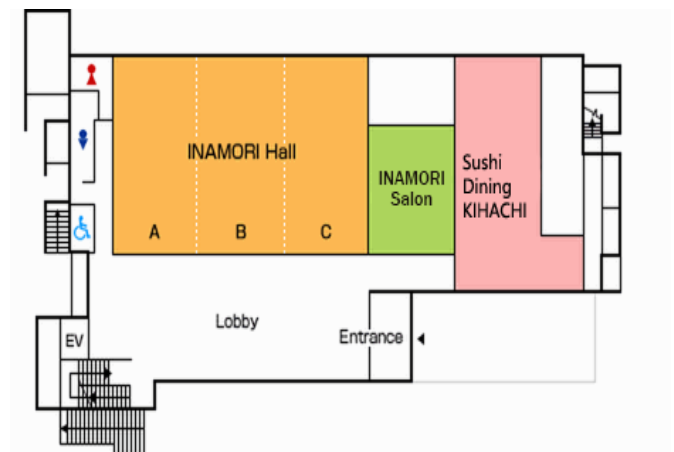 INAMORI Hall
A
B
C
INAMORI
Salon
Sushi
Dining
KIHACHI
Lobby
Entrance
EV